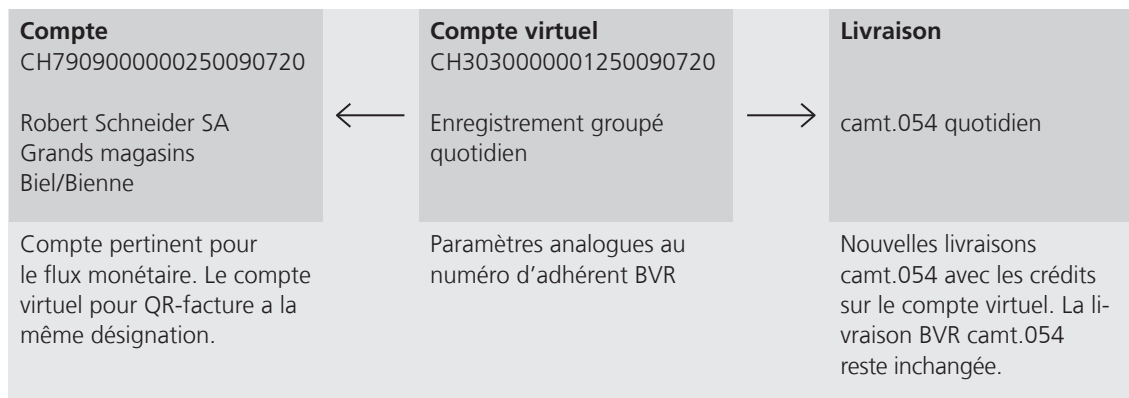 Compte
CH7909000000250090720
Robert Schneider SA
Grands magasins
Biel/Bienne
Compte pertinent pour
le flux monétaire. Le compte
virtuel pour QR-facture a la
même désignation.
Compte virtuel
CH3030000001250090720
Enregistrement groupé
quotidien
Paramètres analogues au
numéro d’adhérent BVR
Livraison
camt.054 quotidien
Nouvelles livraisons
camt.054 avec les crédits
sur le compte virtuel. La li-
vraison BVR camt.054
reste inchangée.